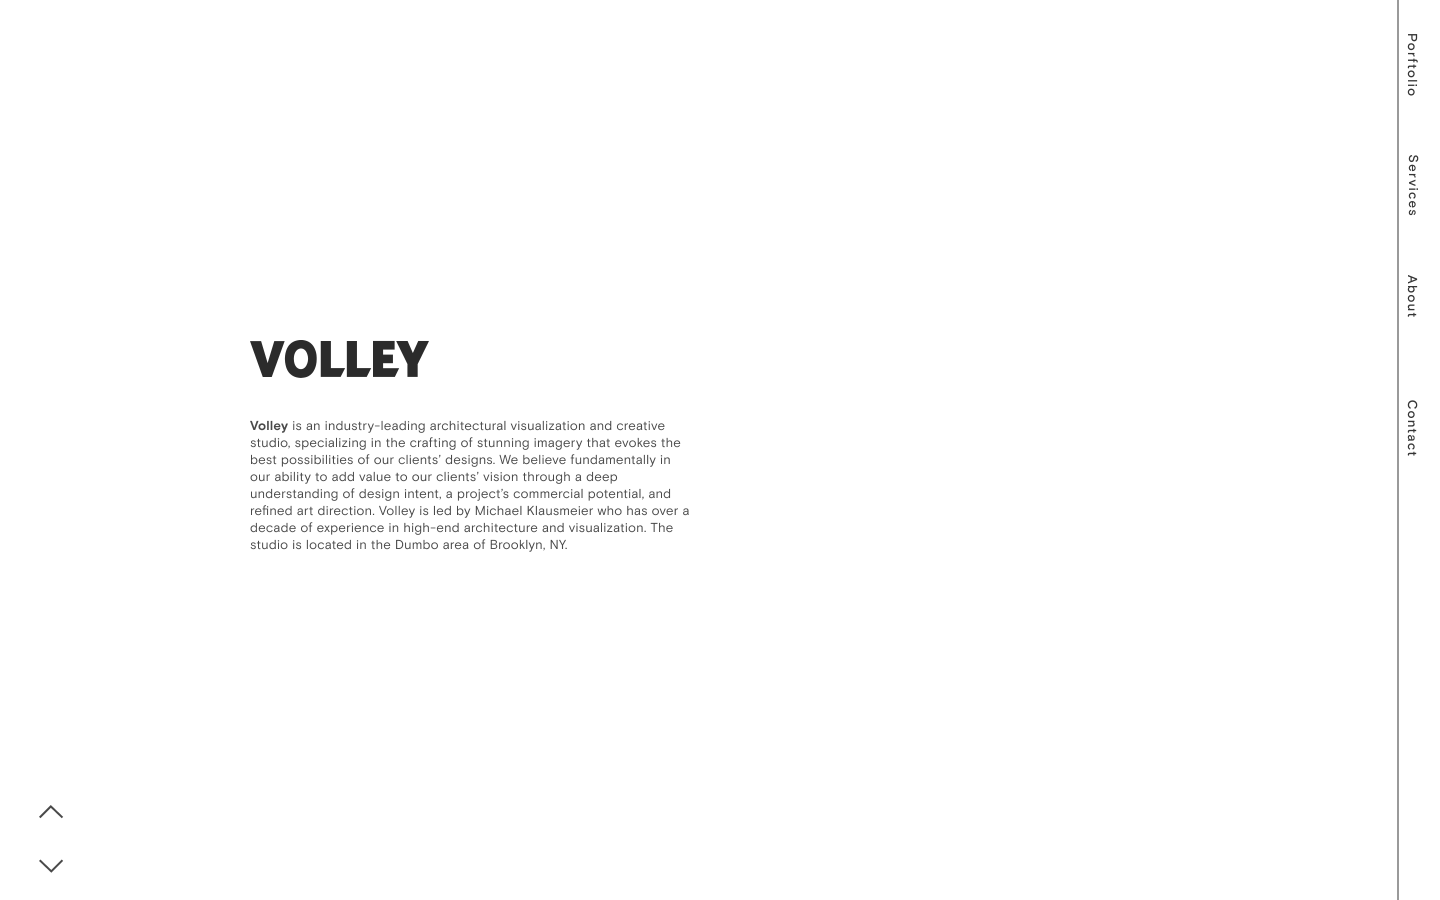 VOLLEY
Volley is an industry-leading architectural visualization and creative
studio, specializing in the crafting of stunning imagery that evokes the
best possibilities of our clients’ designs. We believe fundamentally in
our ability to add value to our clients’ vision through a deep
understanding of design intent, a project’s commercial potential, and
refined art direction. Volley is led by Michael Klausmeier who has over a
decade of experience in high-end architecture and visualization. The
studio is located in the Dumbo area of Brooklyn, NY.
Porftolio
Services
About
Contact